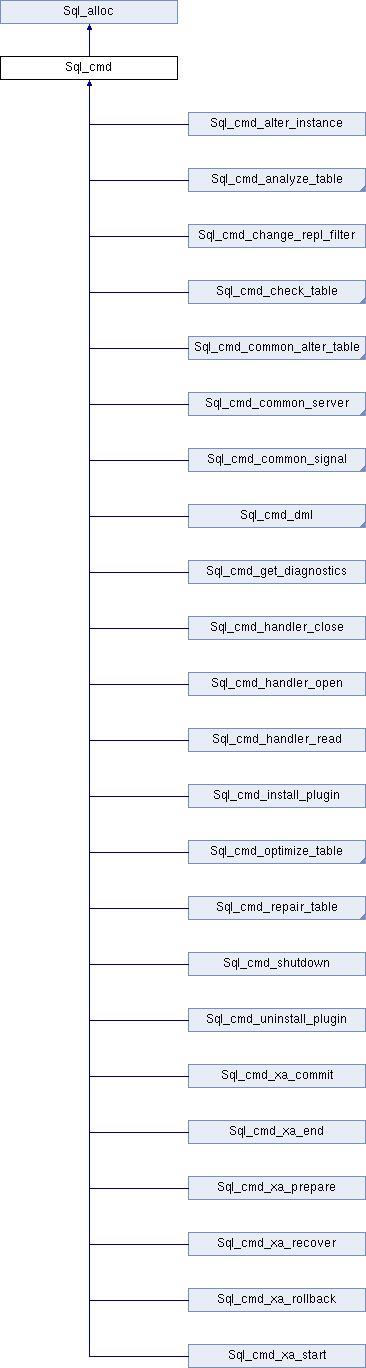 Sql_alloc
Sql_cmd
Sql_cmd_alter_instance
Sql_cmd_analyze_table
Sql_cmd_change_repl_filter
Sql_cmd_check_table
Sql_cmd_common_alter_table
Sql_cmd_common_server
Sql_cmd_common_signal
Sql_cmd_dml
Sql_cmd_get_diagnostics
Sql_cmd_handler_close
Sql_cmd_handler_open
Sql_cmd_handler_read
Sql_cmd_install_plugin
Sql_cmd_optimize_table
Sql_cmd_repair_table
Sql_cmd_shutdown
Sql_cmd_uninstall_plugin
Sql_cmd_xa_commit
Sql_cmd_xa_end
Sql_cmd_xa_prepare
Sql_cmd_xa_recover
Sql_cmd_xa_rollback
Sql_cmd_xa_start